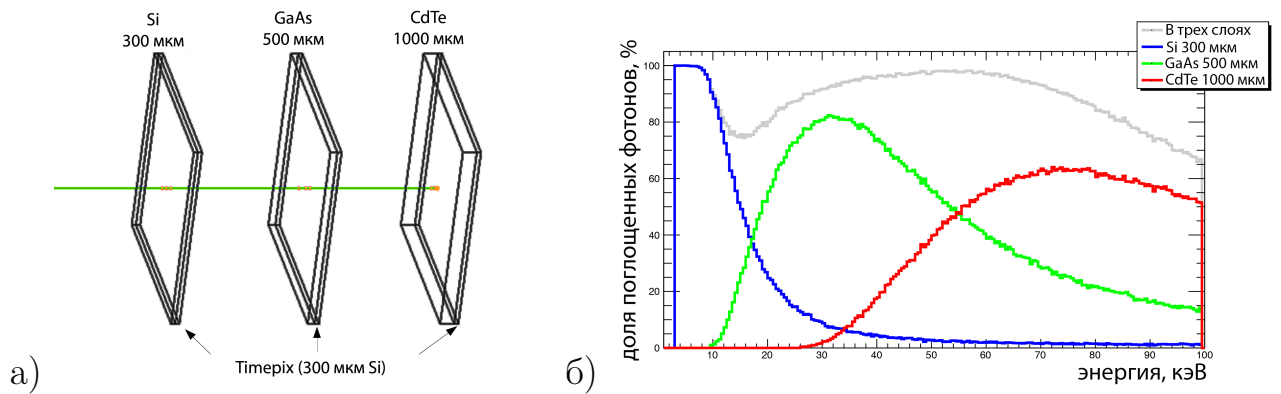 Si
300 мкм
GaAs
500 мкм
CdTe
1000 мкм
Timepix (300 мкм Si)
а)
В трех слоях
Si 300 мкм
GaAs 500 мкм
CdTe 1000 мкм
доля поглощенных фотонов, %
100
80
60
40
20
0
10 20 30 40 50 60 70 80 90 100
энергия, кэВ
б)